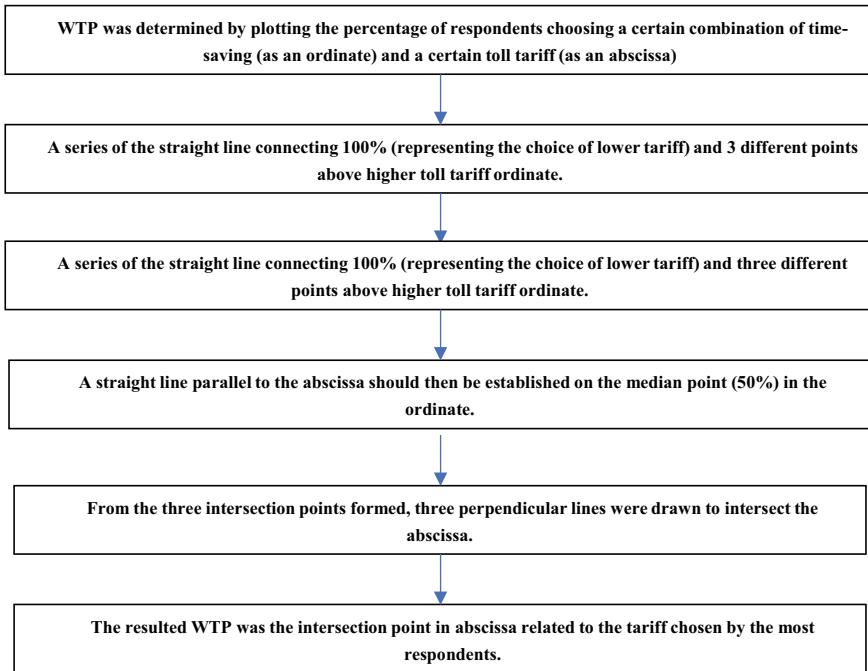 WTP was determined by plotting the percentage of respondents choosing a certain combination of time-
saving (as an ordinate) and a certain toll tariff (as an abscissa)
A series of the straight line connecting 100% (representing the choice of lower tariff) and 3 different points
above higher toll tariff ordinate.
A series of the straight line connecting 100% (representing the choice of lower tariff) and three different
points above higher toll tariff ordinate.
A straight line parallel to the abscissa should then be established on the median point (50%) in the
ordinate.
From the three intersection points formed, three perpendicular lines were drawn to intersect the
abscissa.
The resulted WTP was the intersection point in abscissa related to the tariff chosen by the most
respondents.